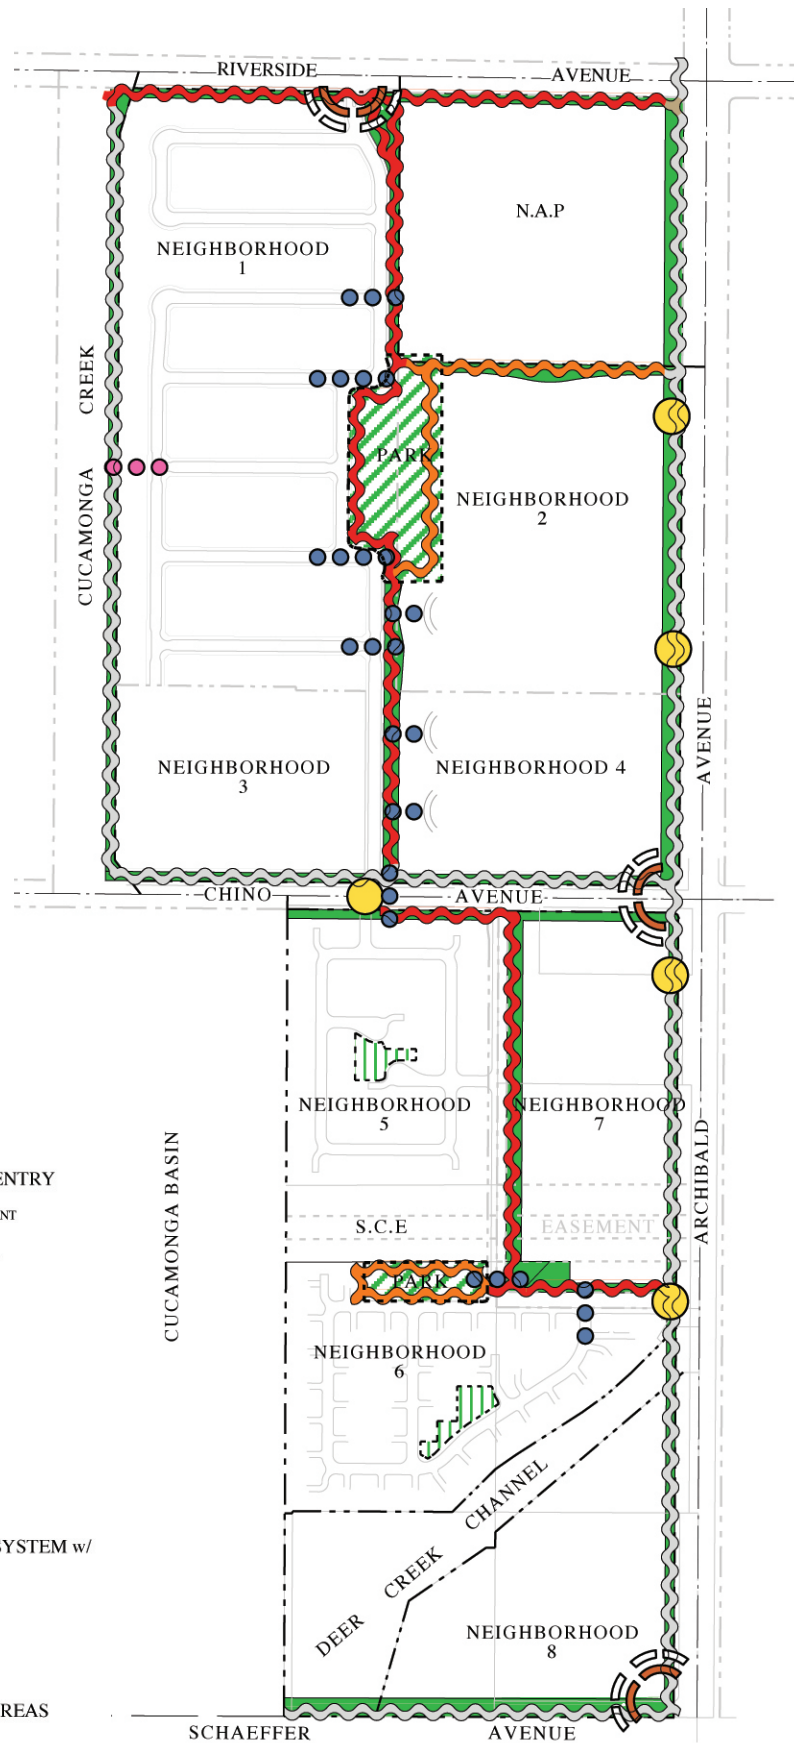 RIVERSIDE AVENUE
N.A.P
NEIGHBORHOOD
1
CUCAMONGA CREEK
PARK
NEIGHBORHOOD
2
NEIGHBORHOOD
3
NEIGHBORHOOD 4
AVENUE
CHINO AVENUE
NEIGHBORHOOD
5
NEIGHBORHOOD
7
ENTRY
NT
CUCAMONGA BASIN
ARCHIBALD
S.C.E EASEMENT
PARK
NEIGHBORHOOD
6
DEER CREEK CHANNEL
SYSTEM w/
NEIGHBORHOOD
8
REAS
SCHAEFFER AVENUE